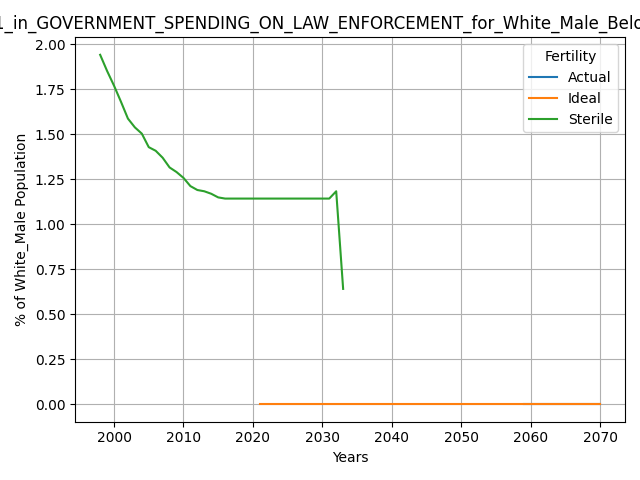 1_in_GOVERNMENT_SPENDING_ON_LAW_ENFORCEMENT_for_White_Male_Belo
2.00
1.75
1.50
1.25
1.00
0.75
0.50
0.25
0.00
% of White_Male Population
Fertility
Actual
Ideal
Sterile
2000 2010 2020 2030 2040 2050 2060 2070
Years